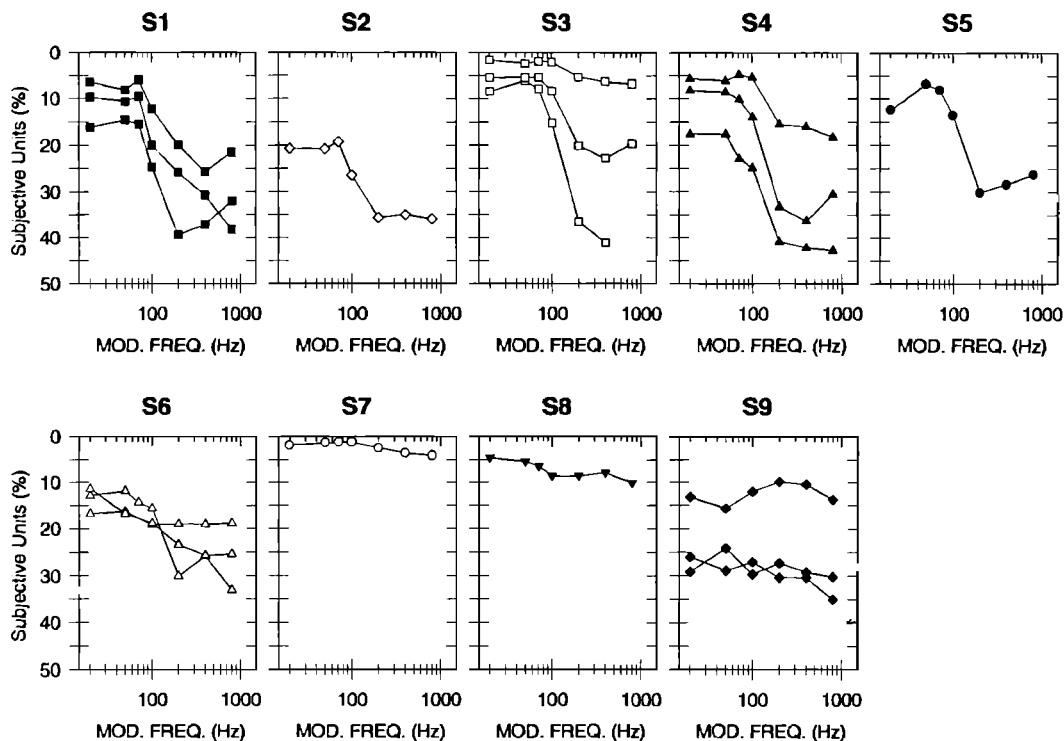 S1 S2 S3 S4 S5
Subjective Units (%)
0
10
20
30
40
50
100 1000 100 1000 100 1000 100 1000 100 1000
MOD. FREQ. (Hz) MOD. FREQ. (Hz) MOD. FREQ. (Hz) MOD. FREQ. (Hz) MOD. FREQ. (Hz)
S6 S7 S8 S9
Subjective Units (%)
0
10
20
30
40
50
100 1000 100 1000 100 1000 100 1000
MOD. FREQ. (Hz) MOD. FREQ. (Hz) MOD. FREQ. (Hz) MOD. FREQ. (Hz)